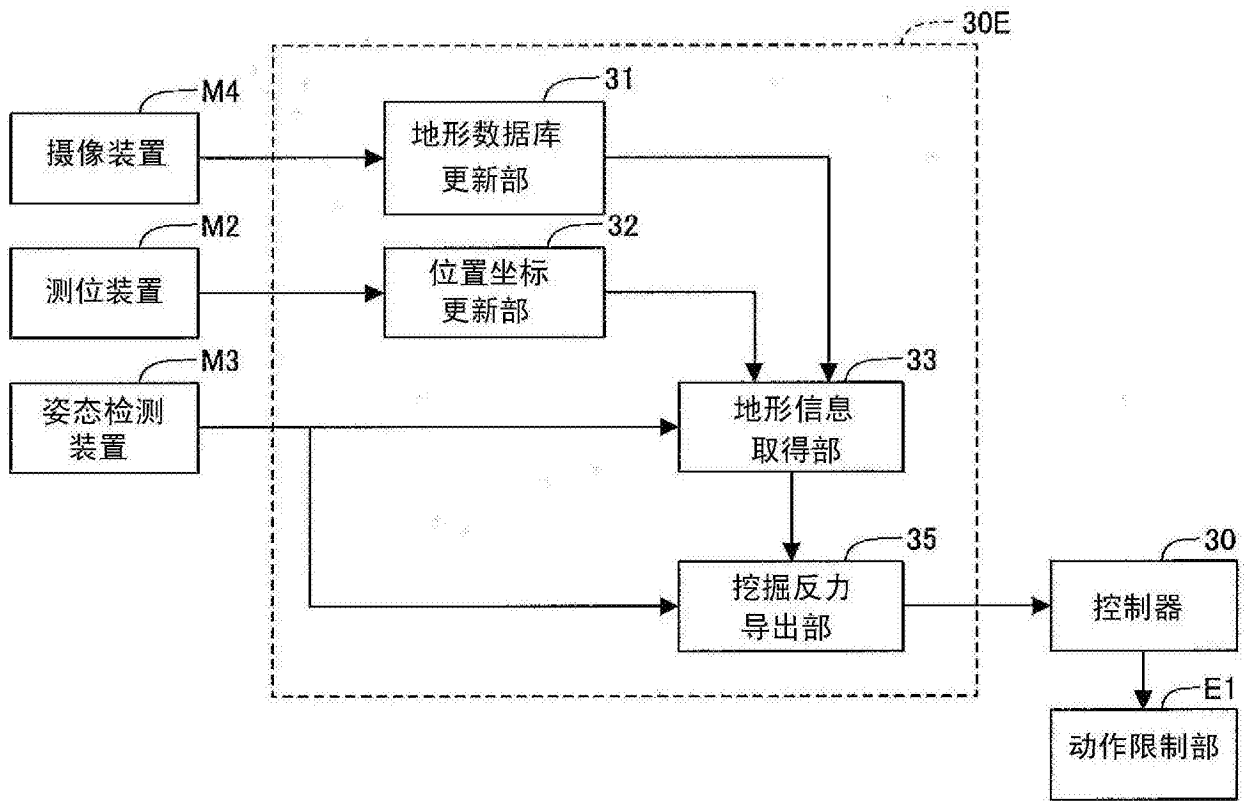 30E
M4
摄像装置
31
地形数据库
更新部
M2
测位装置
32
位置坐标
更新部
M3
姿态检测
装置
33
地形信息
取得部
35
挖掘反力
导出部
30
控制器
E1
动作限制部